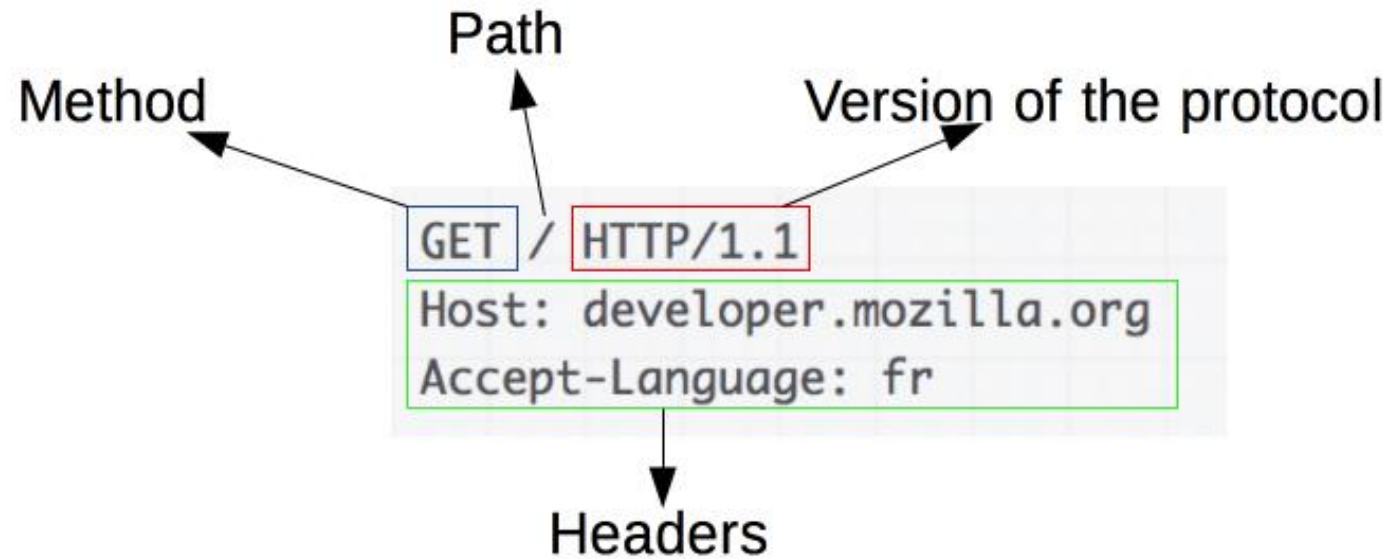 Path
Method
Version of the protocol
GET / HTTP/1.1
Host: developer.mozilla.org
Accept-Language: fr
Headers